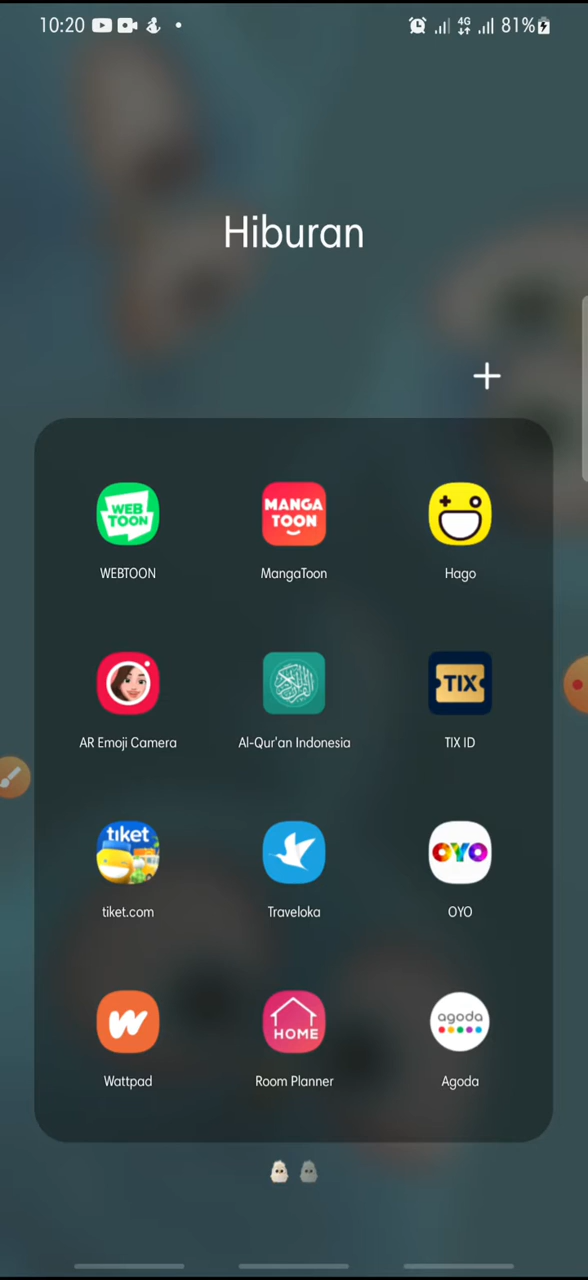 10:20 4G 81%
Hiburan
WEB
TOON
MANGA
TOON
WEBTOON MangaToon Hago
TIX
AR Emoji Camera Al-Qur'an Indonesia TIX ID
tiket OYO
tiket.com Traveloka OYO
HOME agoda
Wattpad Room Planner Agoda